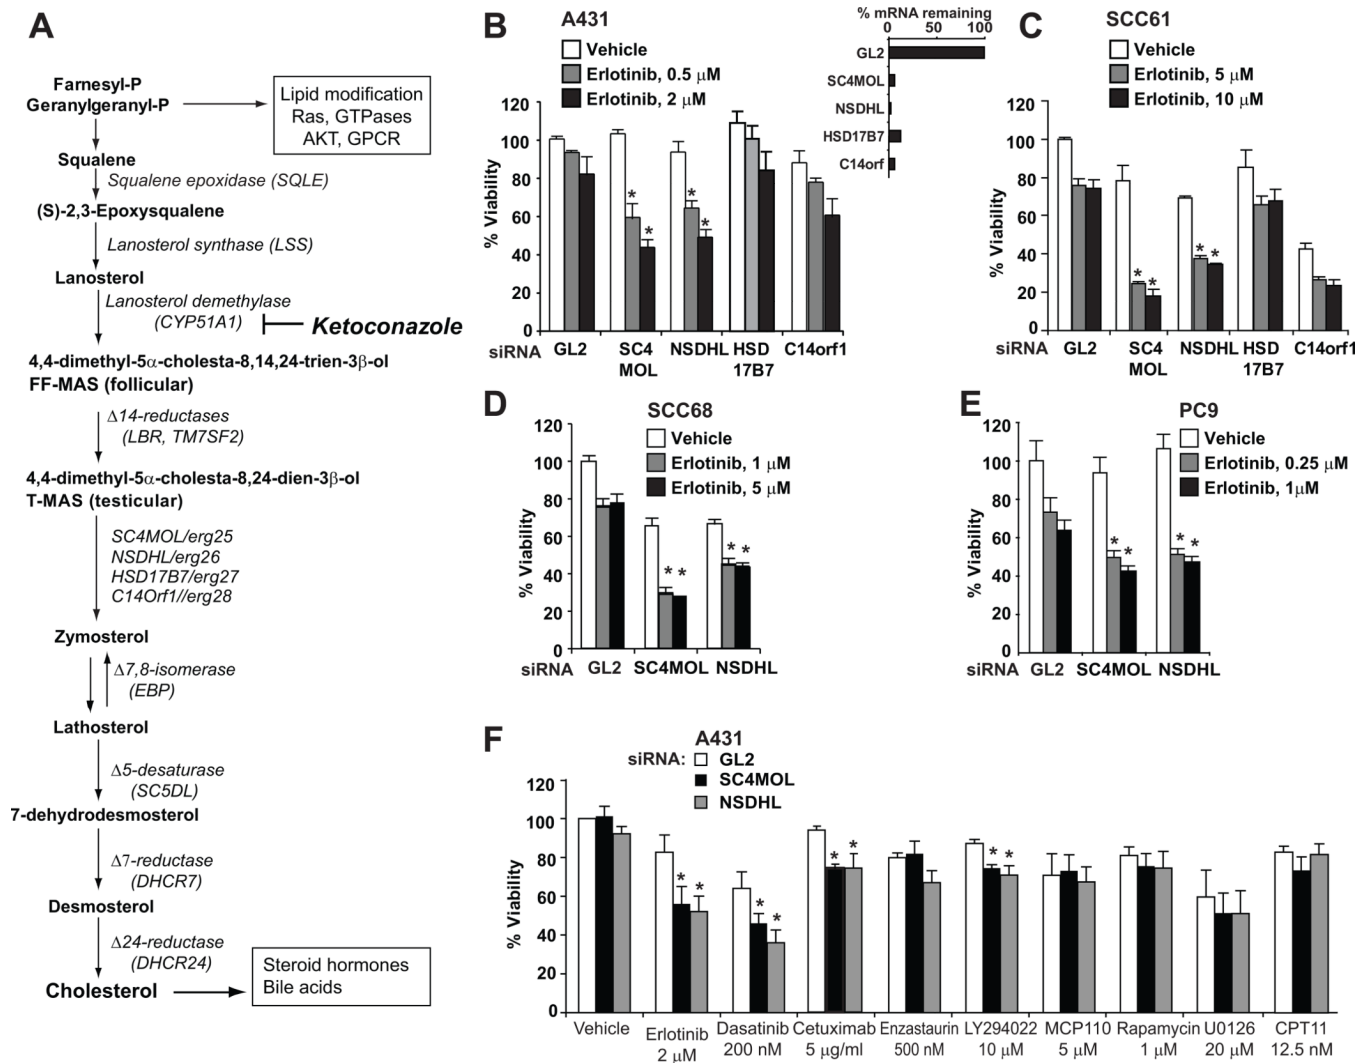 A
Farnesyl-P
Geranylgeranyl-P
Lipid modification
Ras, GTPases
AKT, GPCR
Squalene
Squalene epoxidase (SQLE)
(S)-2,3-Epoxysqualene
Lanosterol synthase (LSS)
Lanosterol
Lanosterol demethylase
(CYP51A1)
Ketoconazole
4,4-dimethyl-5α-cholesta-8,14,24-trien-3β-ol
FF-MAS (follicular)
Δ14-reductases
(LBR, TM7SF2)
4,4-dimethyl-5α-cholesta-8,24-dien-3β-ol
T-MAS (testicular)
SC4MOL/erg25
NSDHL/erg26
HSD17B7/erg27
C14Orf1//erg28
Zymosterol
Δ7,8-isomerase
(EBP)
Lathosterol
Δ5-desaturase
(SC5DL)
7-dehydrodesmosterol
Δ7-reductase
(DHCR7)
Desmosterol
Δ24-reductase
(DHCR24)
Cholesterol
Steroid hormones
Bile acids
B
A431
Vehicle
Erlotinib, 0.5 μM
Erlotinib, 2 μM
% Viability
120
100
80
60
40
20
0
* * * *
siRNA GL2 SC4 MOL NSDHL HSD 17B7 C14orf1
% mRNA remaining
0 50 100
GL2
SC4MOL
NSDHL
HSD17B7
C14orf
C
SCC61
Vehicle
Erlotinib, 5 μM
Erlotinib, 10 μM
% Viability
120
100
80
60
40
20
0
* * * *
siRNA GL2 SC4 MOL NSDHL HSD 17B7 C14orf1
D
SCC68
Vehicle
Erlotinib, 1 μM
Erlotinib, 5 μM
% Viability
120
100
80
60
40
20
0
* * * *
siRNA GL2 SC4MOL NSDHL
E
PC9
Vehicle
Erlotinib, 0.25 μM
Erlotinib, 1μM
% Viability
120
100
80
60
40
20
0
* * * *
siRNA GL2 SC4MOL NSDHL
F
A431
siRNA: GL2
SC4MOL
NSDHL
% Viability
120
100
80
60
40
20
0
* * * * * * * *
Vehicle Erlotinib Dasatinib Cetuximab Enzastaurin LY294022 MCP110 Rapamycin U0126 CPT11
2 μM 200 nM 5 μg/ml 500 nM 10 μM 5 μM 1 μM 20 μM 12.5 nM